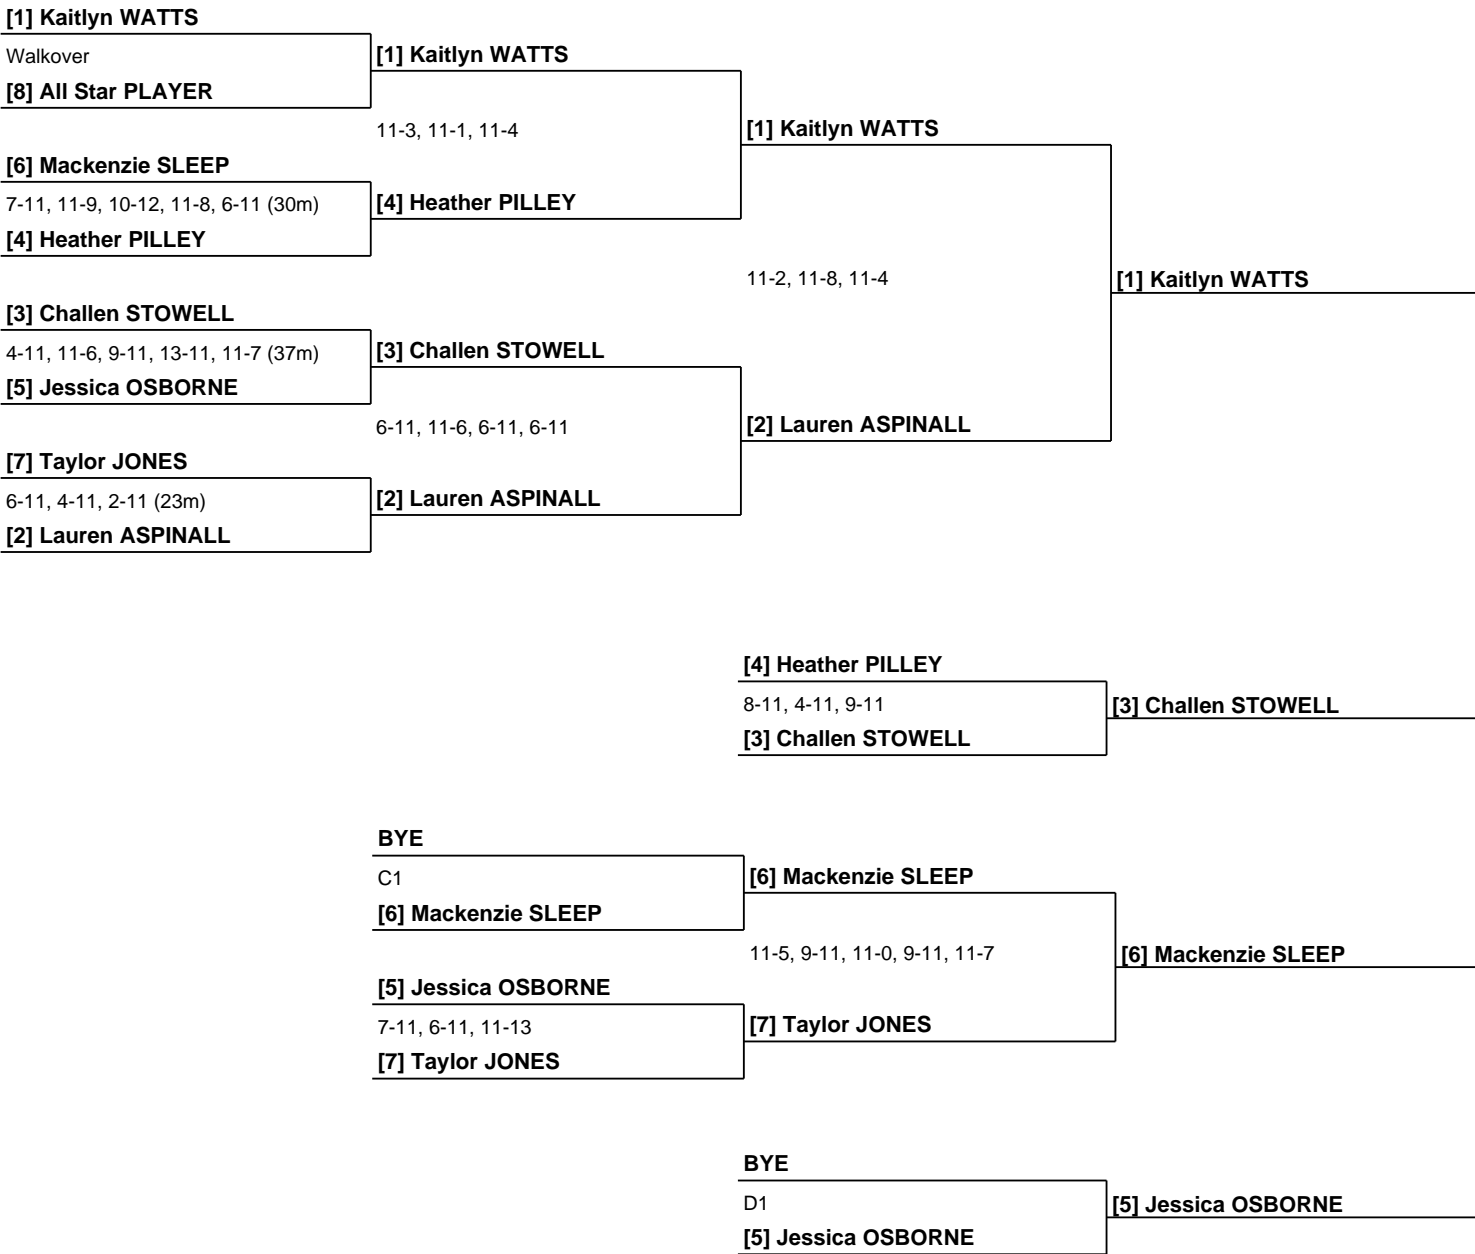 [1] Kaitlyn WATTS
Walkover
[1] Kaitlyn WATTS
[8] All Star PLAYER
11-3, 11-1, 11-4
[1] Kaitlyn WATTS
[6] Mackenzie SLEEP
7-11, 11-9, 10-12, 11-8, 6-11 (30m)
[4] Heather PILLEY
[4] Heather PILLEY
11-2, 11-8, 11-4
[1] Kaitlyn WATTS
[3] Challen STOWELL
4-11, 11-6, 9-11, 13-11, 11-7 (37m)
[3] Challen STOWELL
[5] Jessica OSBORNE
6-11, 11-6, 6-11, 6-11
[2] Lauren ASPINALL
[7] Taylor JONES
6-11, 4-11, 2-11 (23m)
[2] Lauren ASPINALL
[2] Lauren ASPINALL
[4] Heather PILLEY
8-11, 4-11, 9-11
[3] Challen STOWELL
[3] Challen STOWELL
BYE
C1
[6] Mackenzie SLEEP
[6] Mackenzie SLEEP
11-5, 9-11, 11-0, 9-11, 11-7
[6] Mackenzie SLEEP
[5] Jessica OSBORNE
7-11, 6-11, 11-13
[7] Taylor JONES
[7] Taylor JONES
BYE
D1
[5] Jessica OSBORNE
[5] Jessica OSBORNE